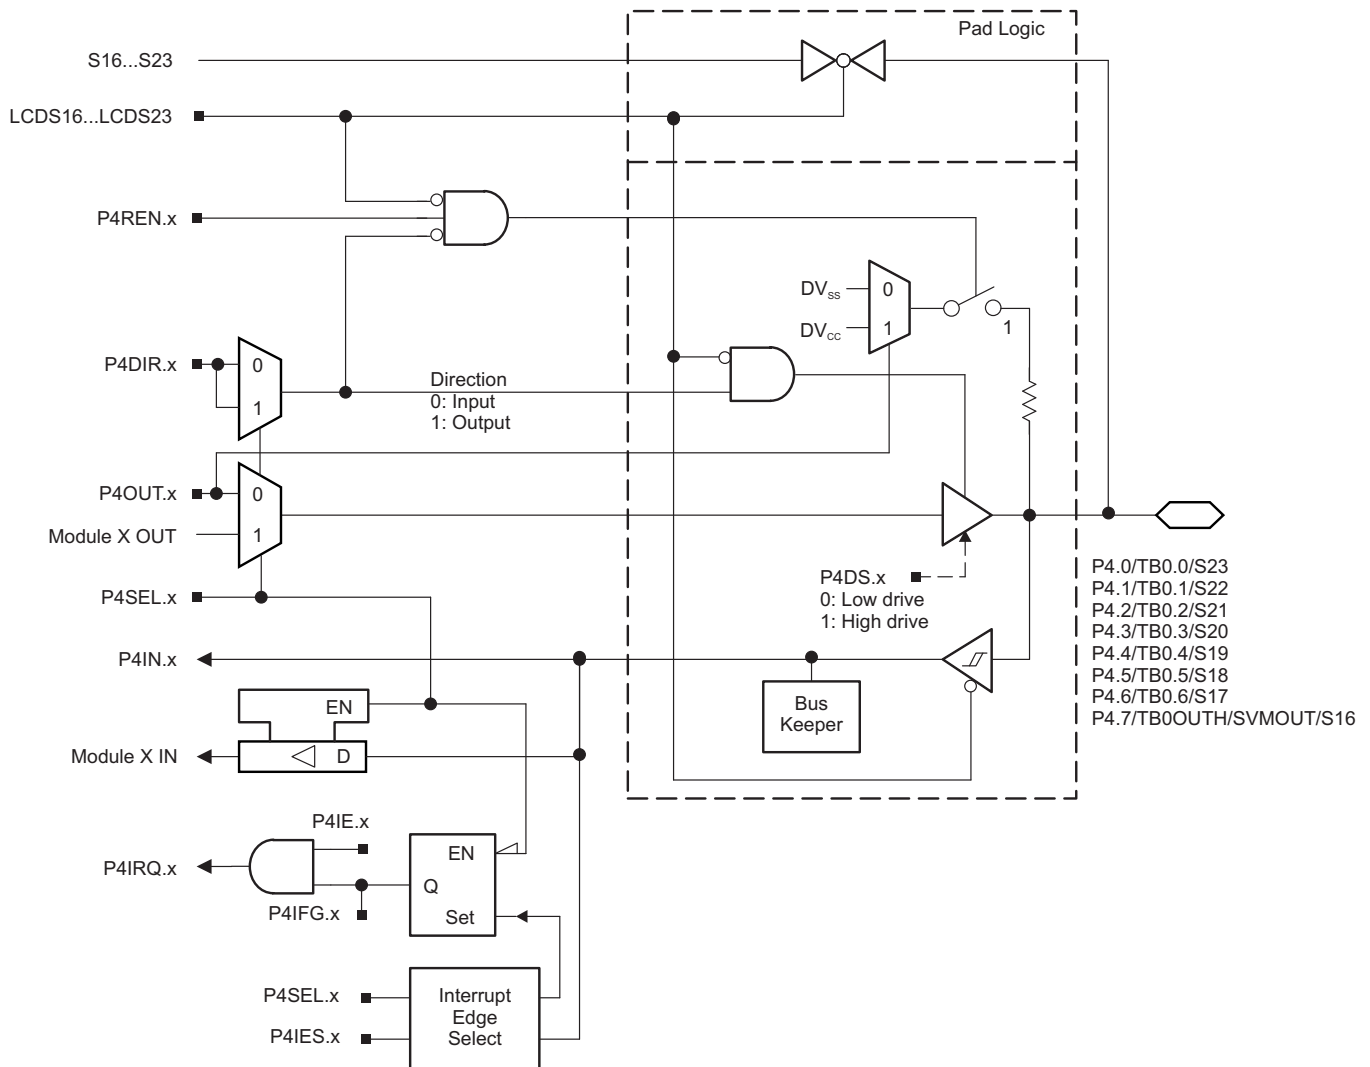 Pad Logic
S16...S23
LCDS16...LCDS23
P4REN.x
DVSS
0
DVCC
1
1
P4DIR.x
0
1
Direction
0: Input
1: Output
P4OUT.x
0
Module X OUT
1
P4DS.x
0: Low drive
1: High drive
P4SEL.x
P4.0/TB0.0/S23
P4.1/TB0.1/S22
P4.2/TB0.2/S21
P4.3/TB0.3/S20
P4.4/TB0.4/S19
P4.5/TB0.5/S18
P4.6/TB0.6/S17
P4.7/TB0OUTH/SVMOUT/S16
P4IN.x
Bus
Keeper
EN
Module X IN
D
P4IE.x
P4IRQ.x
EN
Q
P4IFG.x
Set
P4SEL.x
P4IES.x
Interrupt
Edge
Select